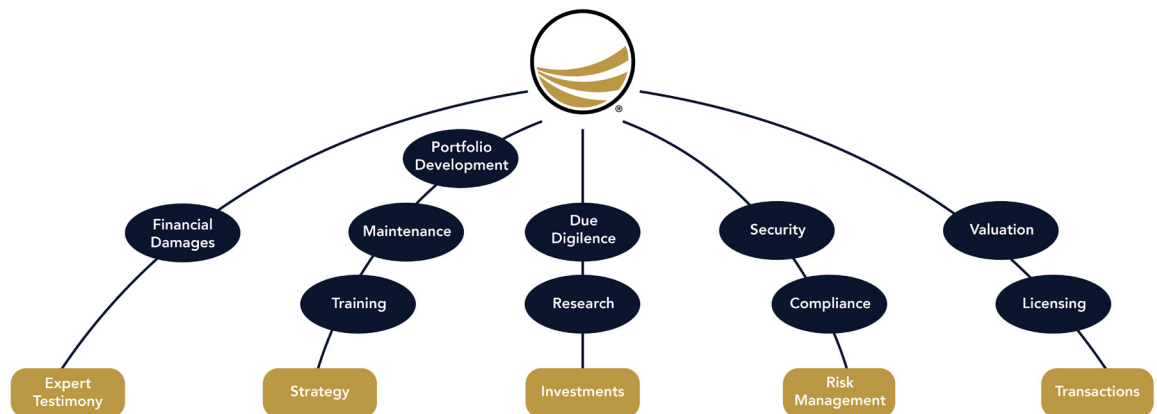 ®
Portfolio
Development
Financial
Damages
Maintenance
Due
Digilence
Security
Valuation
Training
Research
Compliance
Licensing
Expert
Testimony
Strategy
Investments
Risk
Management
Transactions